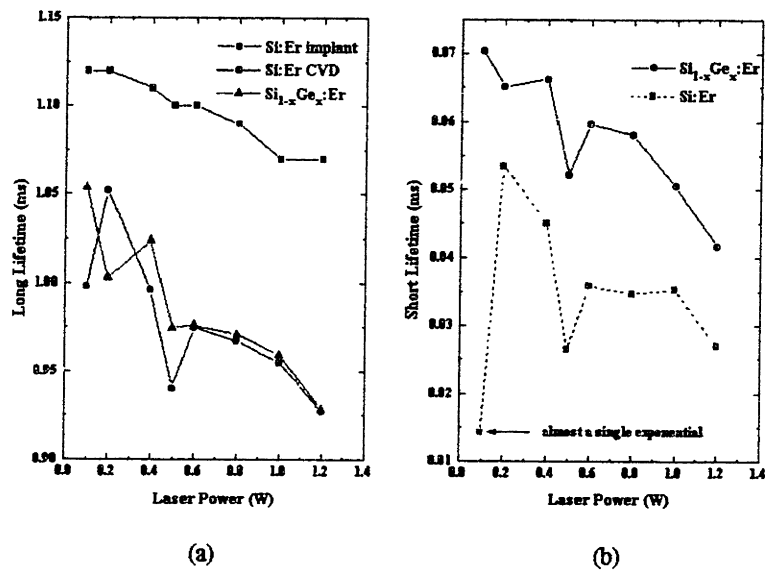 1.15
1.10
1.05
1.00
0.95
0.90
Long Lifetime (ms)
Si:Er implant
Si:Er CVD
Si1-xGex:Er
0.0 0.2 0.4 0.6 0.8 1.0 1.2 1.4
Laser Power (W)
(a)
0.07
0.06
0.05
0.04
0.03
0.02
0.01
Short Lifetime (ms)
Si1-xGex:Er
Si:Er
almost a single exponential
0.0 0.2 0.4 0.6 0.8 1.0 1.2 1.4
Laser Power (W)
(b)